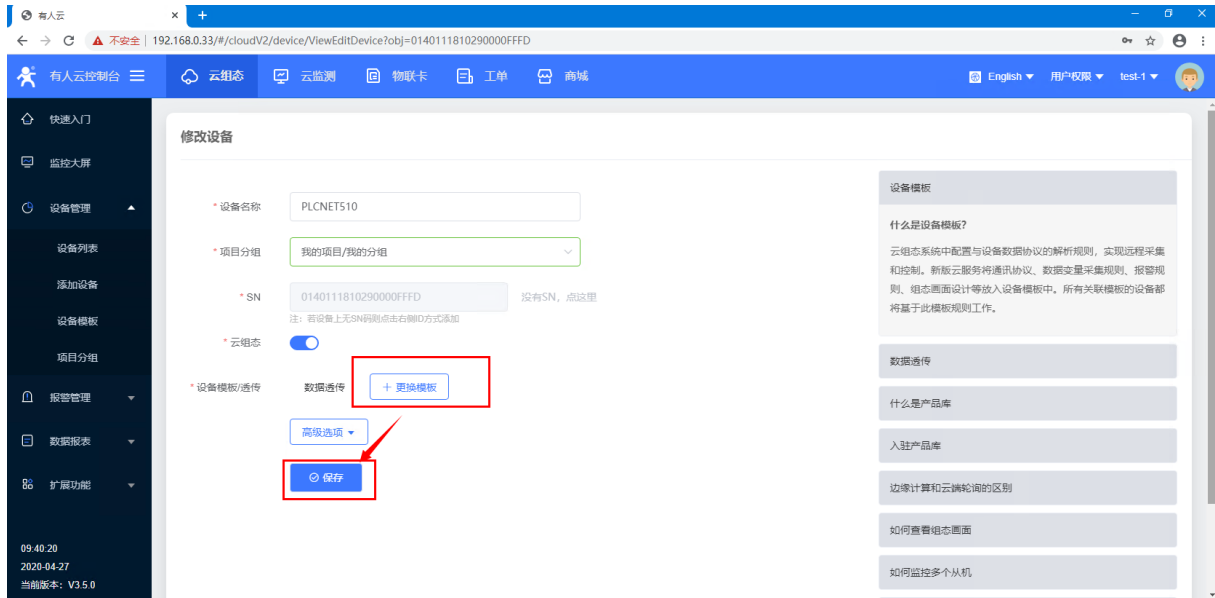 有人云
不安全 192.168.0.33/#/cloudV2/device/ViewEditDevice?obj=0140111810290000FFFD
有人云控制台 云组态 云监测 物联卡 工单 商城 English 用户权限 test-1
快速入门
监控大屏
设备管理
设备列表
添加设备
设备模板
项目分组
报警管理
数据报表
扩展功能
09:40:20
2020-04-27
当前版本：V3.5.0
修改设备
* 设备名称 PLCNET510
* 项目分组 我的项目/我的分组
* SN 0140111810290000FFFD 没有SN，点这里
注：若设备上无SN码则点击右侧ID方式添加
* 云组态
* 设备模板/透传 数据透传 + 更换模板
高级选项
保存
设备模板
什么是设备模板?
云组态系统中配置与设备数据协议的解析规则，实现远程采集
和控制。新版云服务将通讯协议、数据变量采集规则、报警规
则、组态画面设计等放入设备模板中。所有关联模板的设备都
将基于此模板规则工作。
数据透传
什么是产品库
入驻产品库
边缘计算和云端轮询的区别
如何查看组态画面
如何监控多个从机